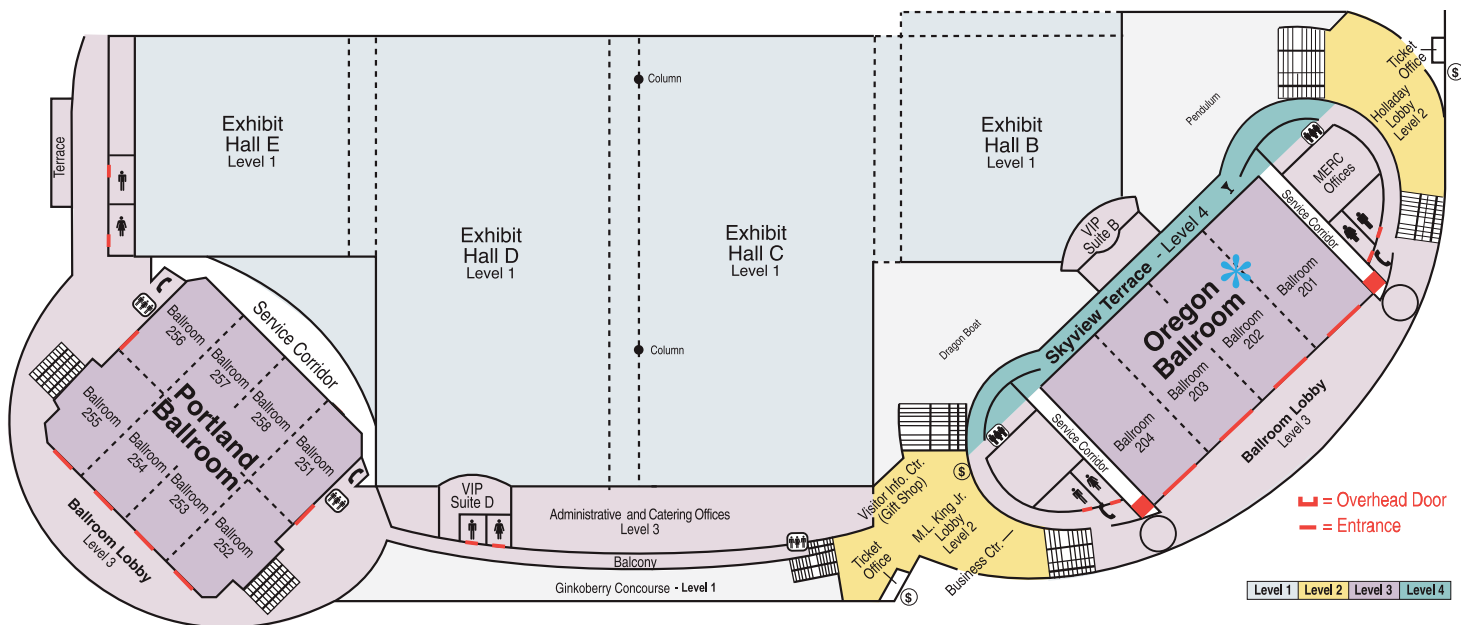 Exhibit
Hall E
Level 1
Terrace
Column
Exhibit
Hall B
Level 1
Pendulum
Ticket
Office
$
Holladay
Lobby
Level 2
MERC
Offices
Exhibit
Hall D
Level 1
Exhibit
Hall C
Level 1
VIP
Suite B
Skyview Terrace - Level 4
Service Corridor
Oregon
Ballroom
Ballroom
201
Ballroom
202
Ballroom
203
Ballroom
204
Service Corridor
Ballroom Lobby
Level 3
Column
Dragon Boat
Service Corridor
Ballroom
256
Ballroom
257
Ballroom
258
Ballroom
251
Portland
Ballroom
Ballroom
255
Ballroom
254
Ballroom
253
Ballroom
252
Ballroom Lobby
Level 3
VIP
Suite D
Administrative and Catering Offices
Level 3
Balcony
Ginkoberry Concourse - Level 1
Visitor Info. Ctr.
(Gift Shop)
$
M.L. King Jr.
Lobby
Level 2
Ticket
Office
$
Business Ctr.
= Overhead Door
= Entrance
Level 1
Level 2
Level 3
Level 4